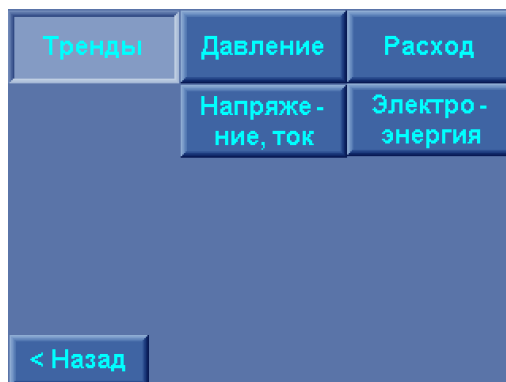 Тренды Давление Расход
Напряже - Электро -
ние, ток энергия
< Назад